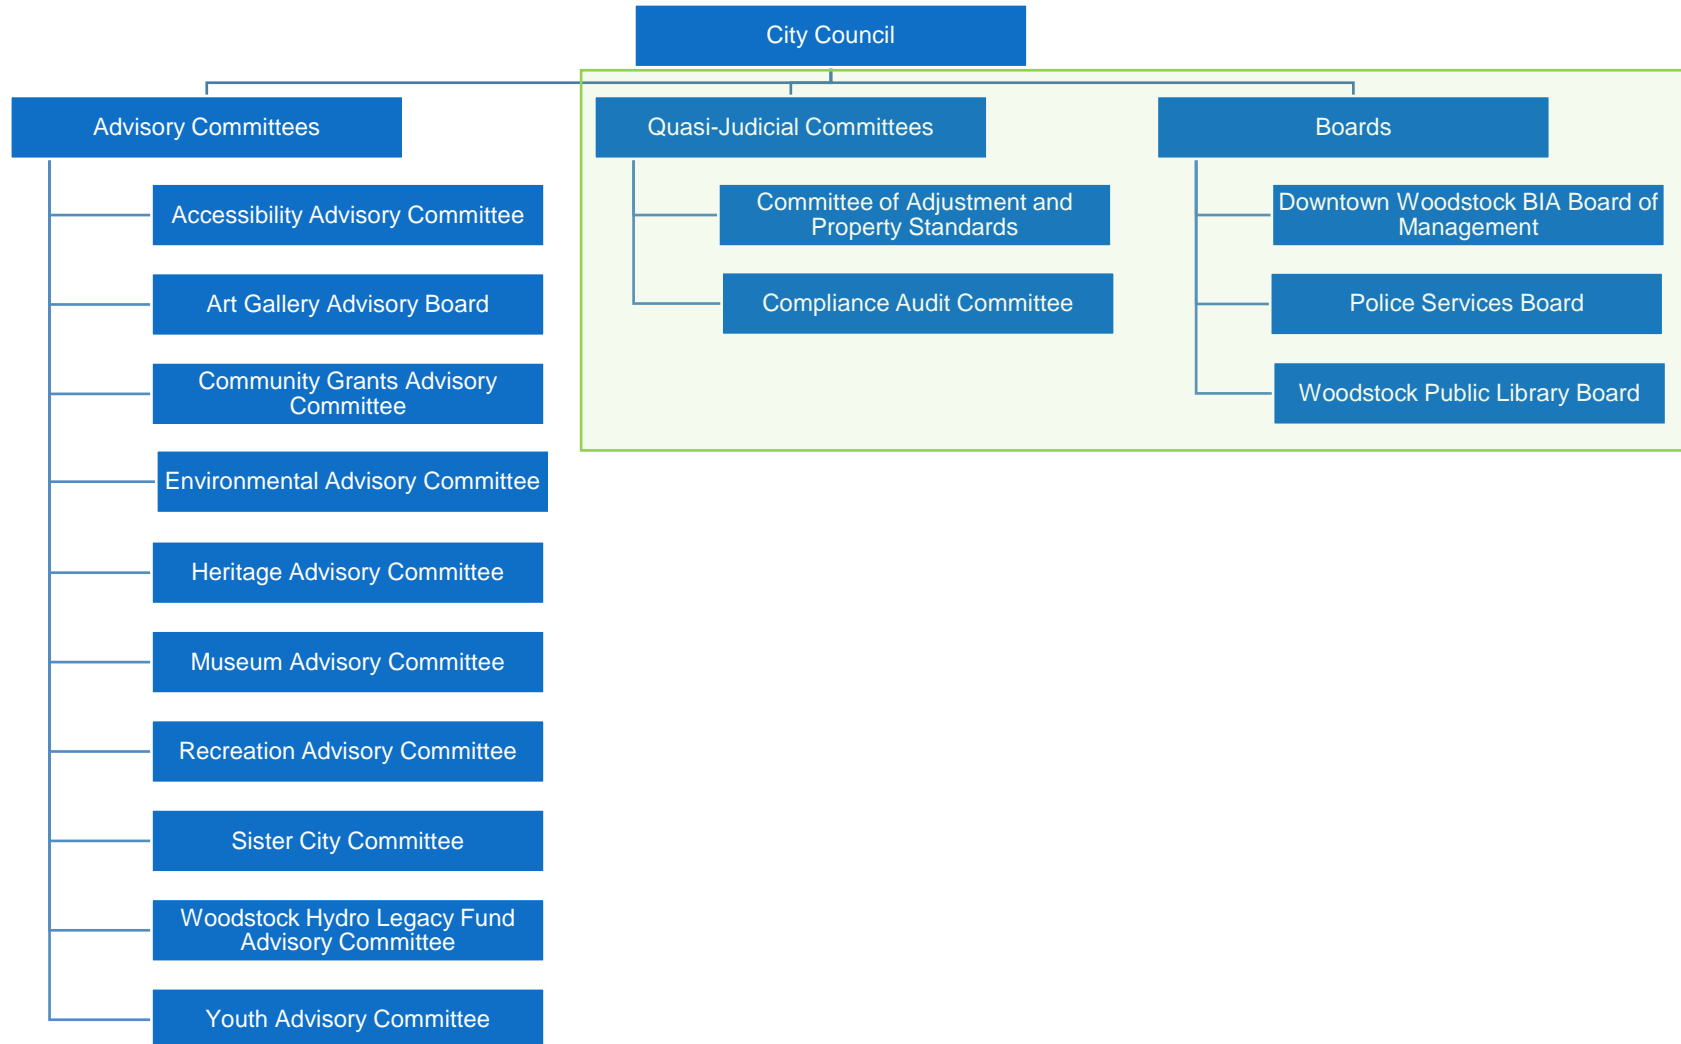 City Council
Advisory Committees
Accessibility Advisory Committee
Art Gallery Advisory Board
Community Grants Advisory
Committee
Environmental Advisory Committee
Heritage Advisory Committee
Museum Advisory Committee
Recreation Advisory Committee
Sister City Committee
Woodstock Hydro Legacy Fund
Advisory Committee
Youth Advisory Committee
Quasi-Judicial Committees
Committee of Adjustment and
Property Standards
Compliance Audit Committee
Boards
Downtown Woodstock BIA Board of
Management
Police Services Board
Woodstock Public Library Board